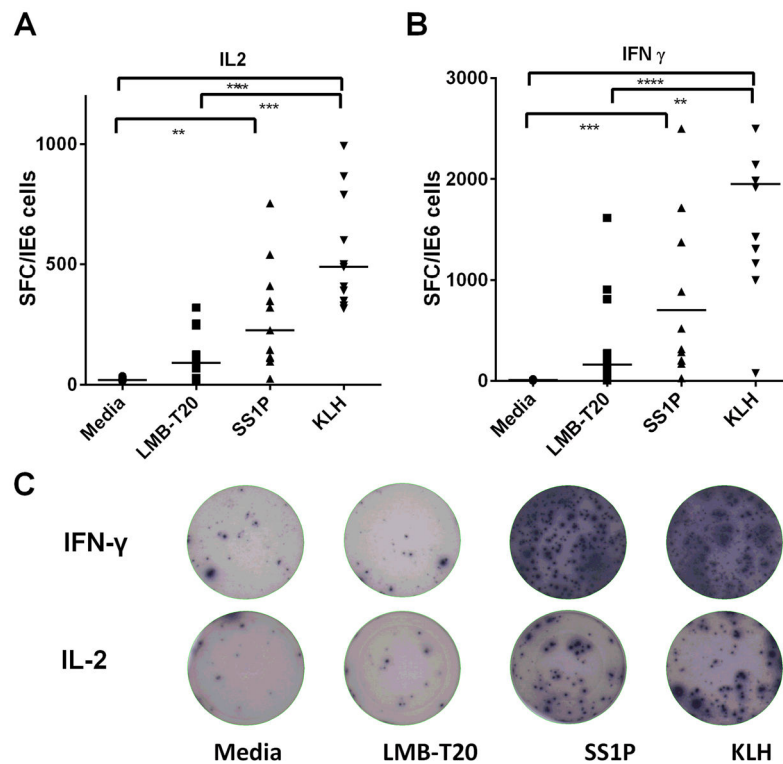 A
IL2
****
***
**
SFC/IE6 cells
1000
500
0
Media
LMB-T20
SS1P
KLH
B
IFN γ
****
**
***
SFC/IE6 cells
3000
2000
1000
0
Media
LMB-T20
SS1P
KLH
C
IFN-γ
IL-2
Media
LMB-T20
SS1P
KLH